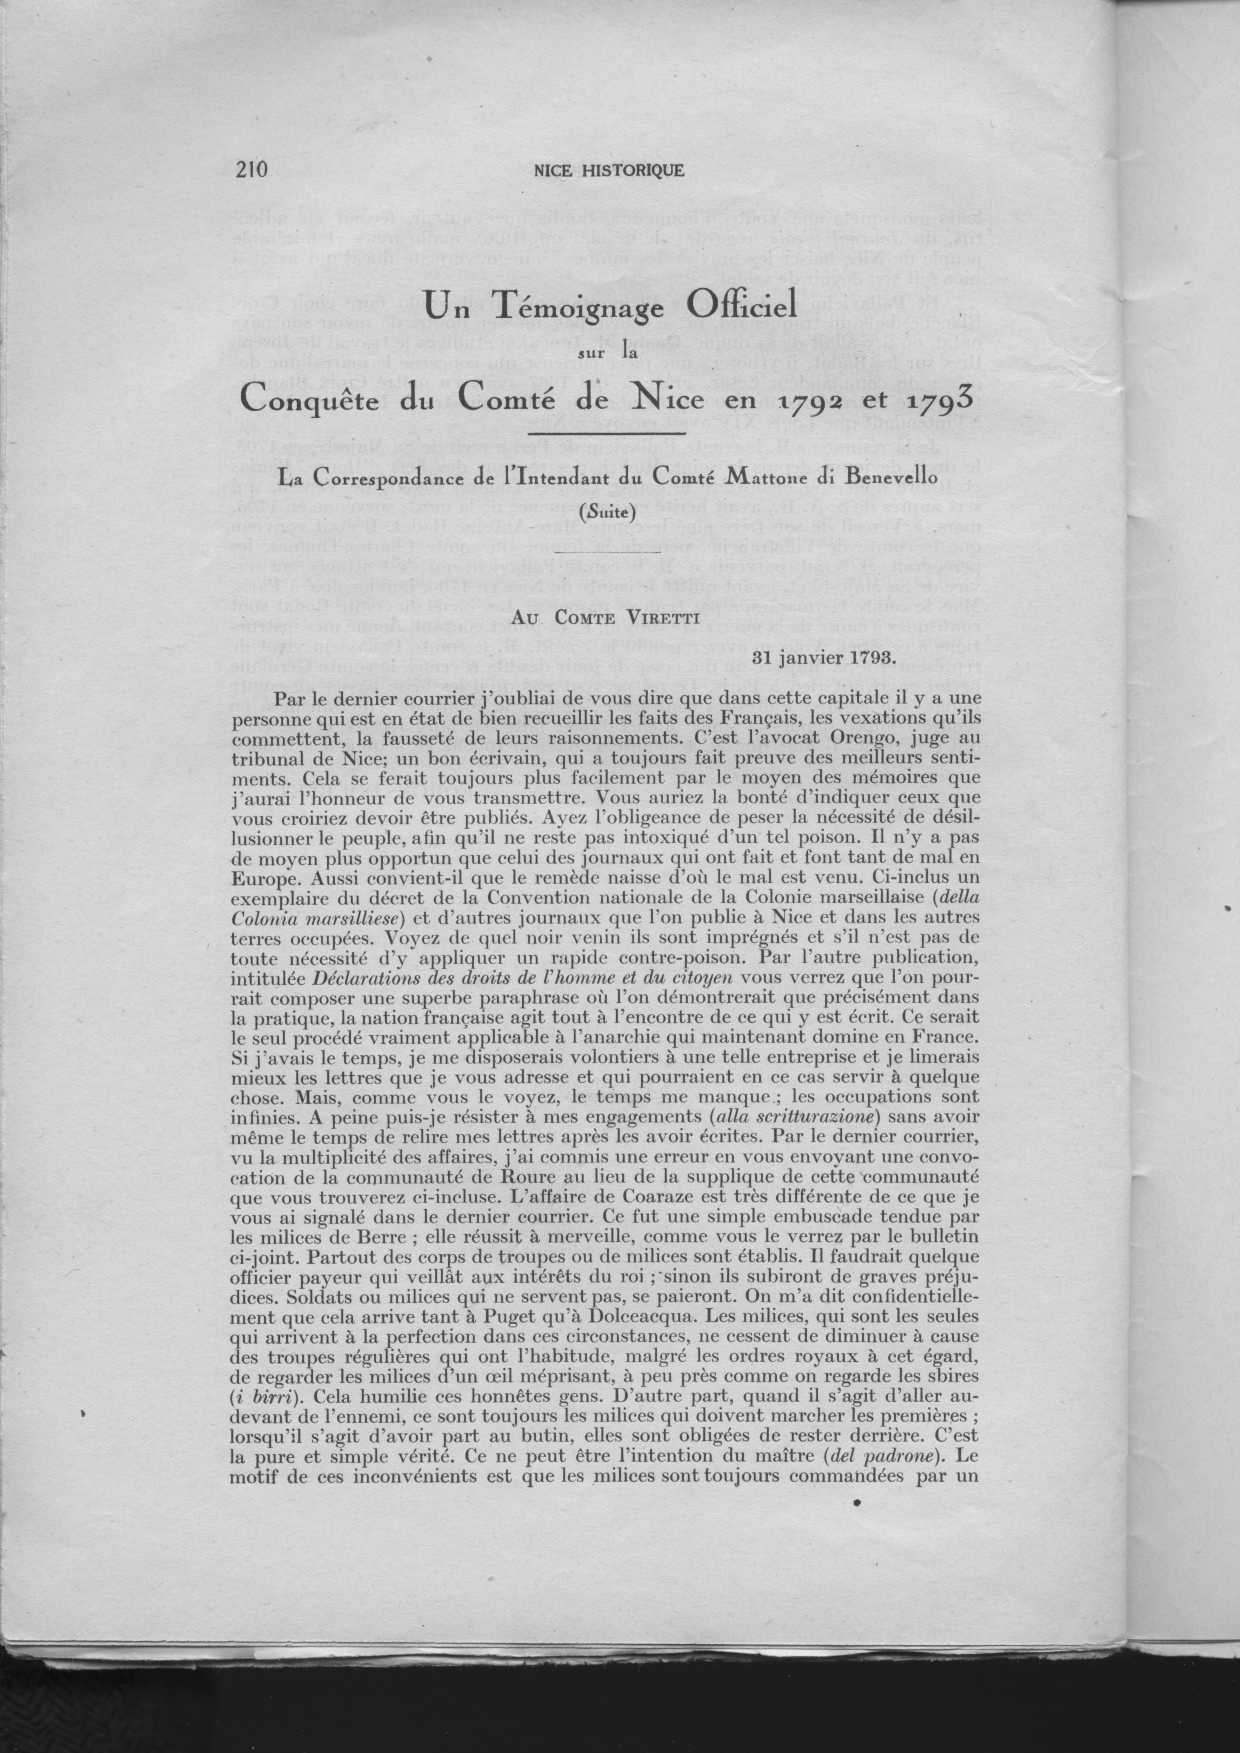 210
NICE HISTORIQUE
Un Témoignage Officiel
sur la
Conquête du Comté de Nice en 1792 et 1793
La Correspondance de l'Intendant du Comté Mattone di Benevello
(Suite)
AU COMTE VIRETTI
31 janvier 1793.
Par le dernier courrier j'oubliai de vous dire que dans cette capitale il y a une
personne qui est en état de bien recueillir les faits des Français, les vexations qu'ils
commettent, la fausseté de leurs raisonnements. C'est l'avocat Orengo, juge au
tribunal de Nice; un bon écrivain, qui a toujours fait preuve des meilleurs senti-
ments. Cela se ferait toujours plus facilement par le moyen des mémoires que
j'aurai l'honneur de vous transmettre. Vous auriez la bonté d'indiquer ceux que
vous croiriez devoir être publiés. Ayez l'obligeance de peser la nécessité de désil-
lusionner le peuple, afin qu'il ne reste pas intoxiqué d'un tel poison. Il n'y a pas
de moyen plus opportun que celui des journaux qui ont fait et font tant de mal en
Europe. Aussi convient-il que le remède naisse d'où le mal est venu. Ci-inclus un
exemplaire du décret de la Convention nationale de la Colonie marseillaise (della
Colonia marsilliese) et d'autres journaux que l'on publie à Nice et dans les autres
terres occupées. Voyez de quel noir venin ils sont imprégnés et s'il n'est pas de
toute nécessité d'y appliquer un rapide contre-poison. Par l'autre publication,
intitulée Déclarations des droits de l'homme et du citoyen vous verrez que l'on pour-
rait composer une superbe paraphrase où l'on démontrerait que précisément dans
la pratique, la nation française agit tout à l'encontre de ce qui y est écrit. Ce serait
le seul procédé vraiment applicable à l'anarchie qui maintenant domine en France.
Si j'avais le temps, je me disposerais volontiers à une telle entreprise et je limerais
mieux les lettres que je vous adresse et qui pourraient en ce cas servir à quelque
chose. Mais, comme vous le voyez, le temps me manque ; les occupations sont
infinies. A peine puis-je résister à mes engagements (alla scritturazione) sans avoir
même le temps de relire mes lettres après les avoir écrites. Par le dernier courrier,
vu la multiplicité des affaires, j'ai commis une erreur en vous envoyant une convo-
cation de la communauté de Roure au lieu de la supplique de cette communauté
que vous trouverez ci-incluse. L'affaire de Coaraze est très différente de ce que je
vous ai signalé dans le dernier courrier. Ce fut une simple embuscade tendue par
les milices de Berre ; elle réussit à merveille, comme vous le verrez par le bulletin
ci-joint. Partout des corps de troupes ou de milices sont établis. Il faudrait quelque
officier payeur qui veillât aux intérêts du roi ; sinon ils subiront de graves préju-
dices. Soldats ou milices qui ne servent pas, se paieront. On m'a dit confidentielle-
ment que cela arrive tant à Puget qu'à Dolceacqua. Les milices, qui sont les seules
qui arrivent à la perfection dans ces circonstances, ne cessent de diminuer à cause
des troupes régulières qui ont l'habitude, malgré les ordres royaux à cet égard,
de regarder les milices d'un œil méprisant, à peu près comme on regarde les sbires
(i birri). Cela humilie ces honnêtes gens. D'autre part, quand il s'agit d'aller au-
devant de l'ennemi, ce sont toujours les milices qui doivent marcher les premières ;
lorsqu'il s'agit d'avoir part au butin, elles sont obligées de rester derrière. C'est
la pure et simple vérité. Ce ne peut être l'intention du maître (del padrone). Le
motif de ces inconvénients est que les milices sont toujours commandées par un